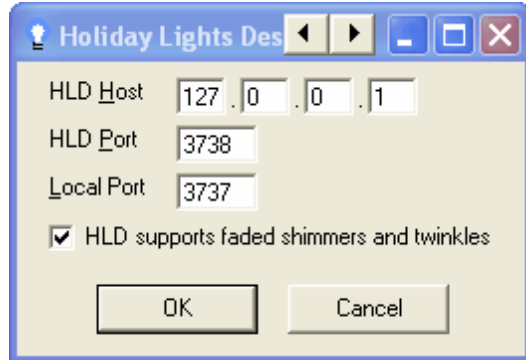 Holiday Lights Des
HLD Host 127 . 0 . 0 . 1
HLD Port 3738
Local Port 3737
HLD supports faded shimmers and twinkles
OK Cancel